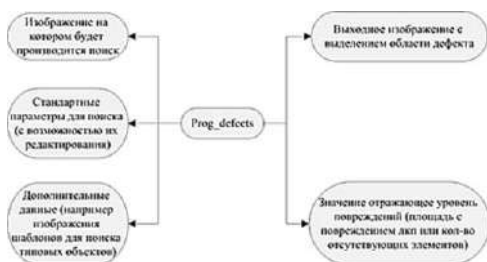 Изображение на
котором будет
производится поиск
Стандартные
параметры для поиска
(с возможностью их
редактирования)
Дополнительные
данные (например
изображения
шаблонов для поиска
типовых объектов)
Prog_defects
Выходное изображение с
выделением области
дефекта
Значение отражающее уровень
повреждений (площадь с
повреждением лкп или кол-во
отсутствующих элементов)